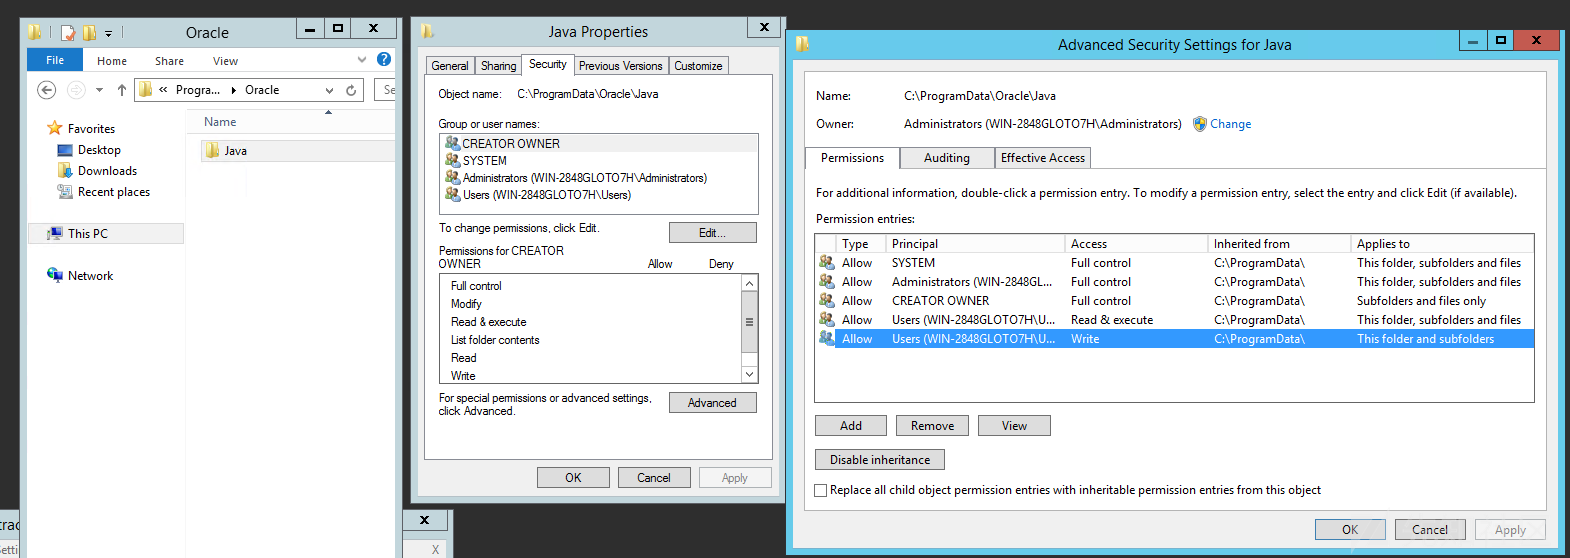 Oracle
File
Home
Share
View
« Progra... Oracle
Se
Name
Favorites
Desktop
Downloads
Recent places
This PC
Network
Java
Java Properties
General
Sharing
Security
Previous Versions
Customize
Object name: C:\ProgramData\Oracle\Java
Group or user names:
CREATOR OWNER
SYSTEM
Administrators (WIN-2848GLOTO7H\Administrators)
Users (WIN-2848GLOTO7H\Users)
To change permissions, click Edit.
Edit...
Permissions for CREATOR
OWNER Allow Deny
Full control
Modify
Read & execute
List folder contents
Read
Write
For special permissions or advanced settings,
click Advanced.
Advanced
OK Cancel Apply
Advanced Security Settings for Java
Name: C:\ProgramData\Oracle\Java
Owner: Administrators (WIN-2848GLOTO7H\Administrators) Change
Permissions
Auditing
Effective Access
For additional information, double-click a permission entry. To modify a permission entry, select the entry and click Edit (if available).
Permission entries:
Type Principal Access Inherited from Applies to
Allow SYSTEM Full control C:\ProgramData\ This folder, subfolders and files
Allow Administrators (WIN-2848GL... Full control C:\ProgramData\ This folder, subfolders and files
Allow CREATOR OWNER Full control C:\ProgramData\ Subfolders and files only
Allow Users (WIN-2848GLOTO7H\U... Read & execute C:\ProgramData\ This folder, subfolders and files
Allow Users (WIN-2848GLOTO7H\U... Write C:\ProgramData\ This folder and subfolders
Add Remove View
Disable inheritance
Replace all child object permission entries with inheritable permission entries from this object
OK Cancel Apply
trac
Setti